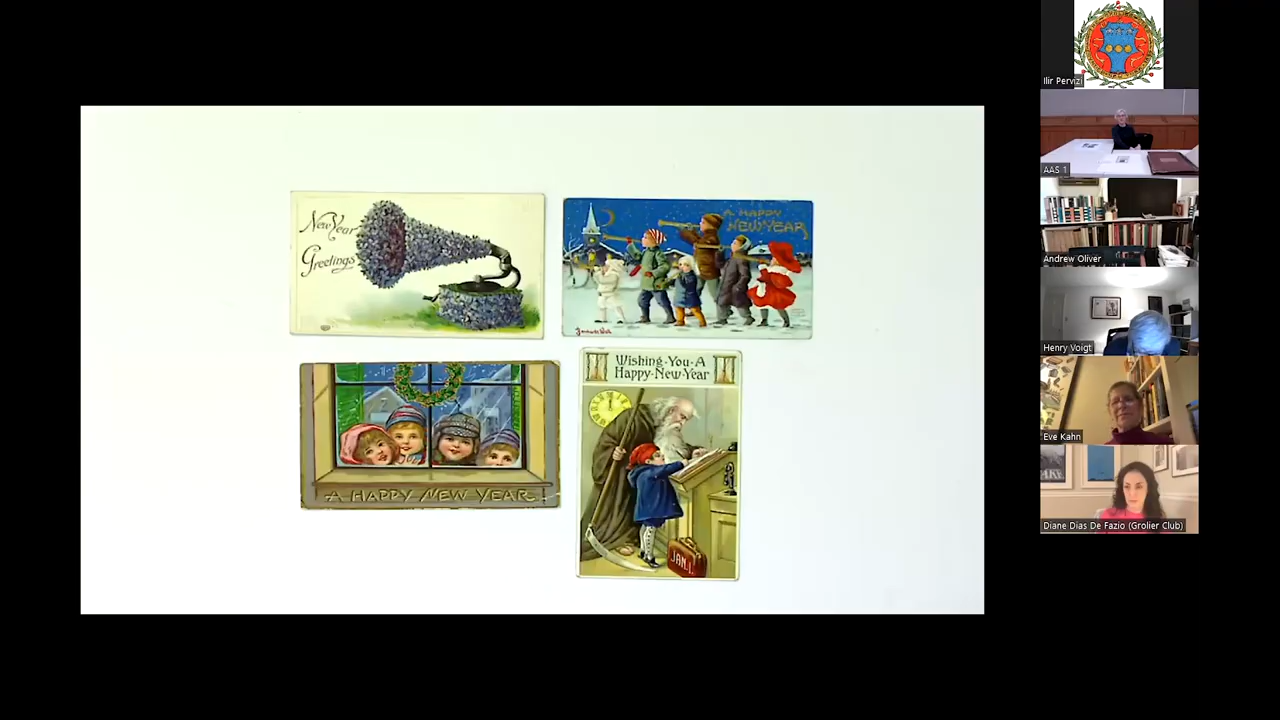 New Year
Greetings
A HAPPY
NEW YEAR
A HAPPY NEW YEAR!
Wishing·You·A
Happy·New·Year
JAN.1.
Ilir Pervizi
AAS 1
Andrew Oliver
Henry Voigt
Eve Kahn
Diane Dias De Fazio (Grolier Club)